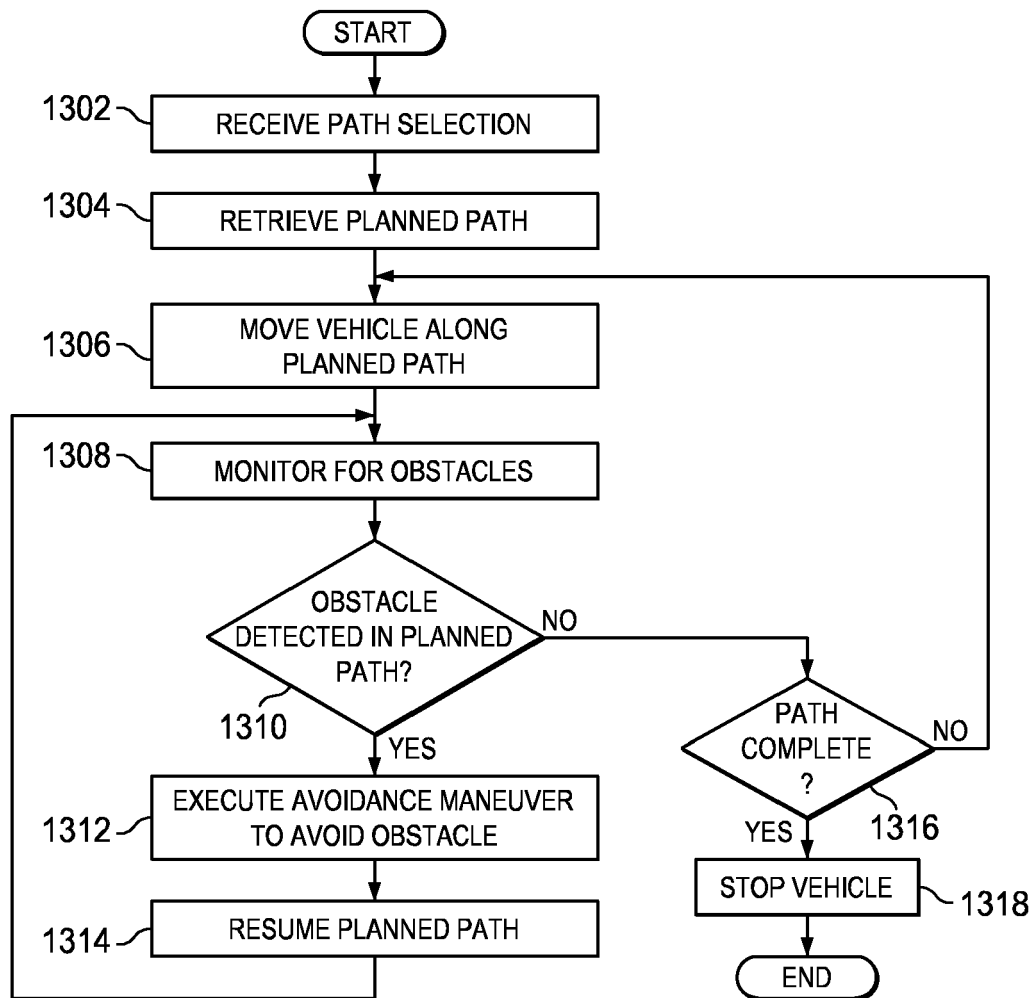 START
1302
RECEIVE PATH SELECTION
1304
RETRIEVE PLANNED PATH
1306
MOVE VEHICLE ALONG
PLANNED PATH
1308
MONITOR FOR OBSTACLES
OBSTACLE
DETECTED IN PLANNED
PATH?
NO
1310
YES
PATH
COMPLETE
?
NO
1316
YES
1312
EXECUTE AVOIDANCE MANEUVER
TO AVOID OBSTACLE
STOP VEHICLE
1318
1314
RESUME PLANNED PATH
END